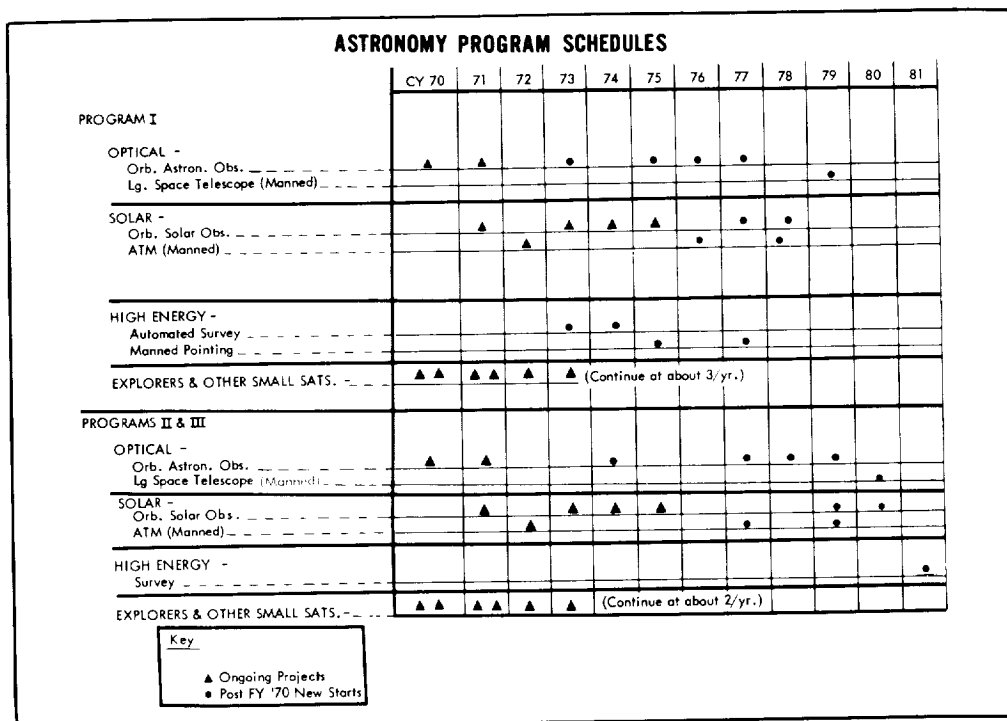 ASTRONOMY PROGRAM SCHEDULES
CY 70 71 72 73 74 75 76 77 78 79 80 81
PROGRAM I
OPTICAL -
Orb. Astron. Obs.
Lg. Space Telescope (Manned)
SOLAR -
Orb. Solar Obs.
ATM (Manned)
HIGH ENERGY -
Automated Survey
Manned Pointing
EXPLORERS & OTHER SMALL SATS. - (Continue at about 3/yr.)
PROGRAMS II & III
OPTICAL -
Orb. Astron. Obs.
Lg Space Telescope (Manned)
SOLAR -
Orb. Solar Obs.
ATM (Manned)
HIGH ENERGY -
Survey
EXPLORERS & OTHER SMALL SATS. - (Continue at about 2/yr.)
Key
▲ Ongoing Projects
● Post FY '70 New Starts